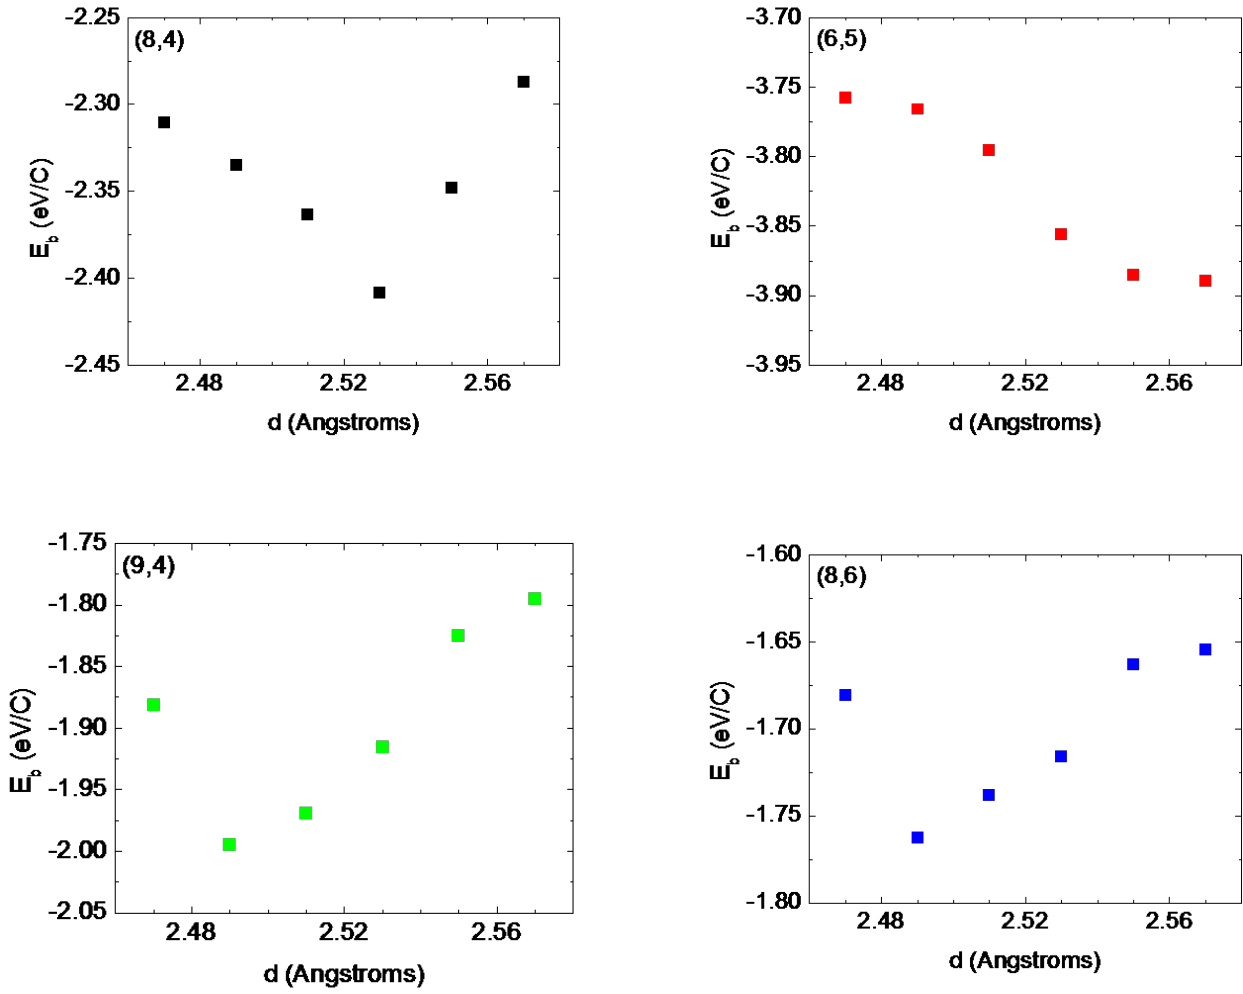 (8,4)
-2.25
-2.30
-2.35
-2.40
-2.45
E_b (eV/C)
2.48 2.52 2.56
d (Angstroms)
(6,5)
-3.70
-3.75
-3.80
-3.85
-3.90
-3.95
E_b (eV/C)
2.48 2.52 2.56
d (Angstroms)
(9,4)
-1.75
-1.80
-1.85
-1.90
-1.95
-2.00
-2.05
E_b (eV/C)
2.48 2.52 2.56
d (Angstroms)
(8,6)
-1.60
-1.65
-1.70
-1.75
-1.80
E_b (eV/C)
2.48 2.52 2.56
d (Angstroms)